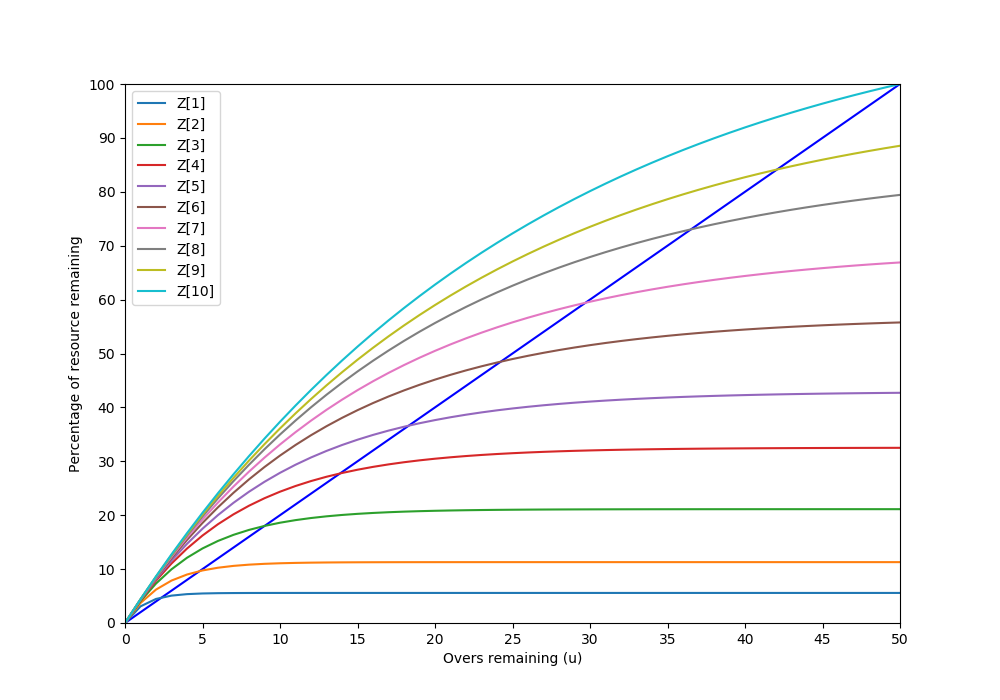 100
90
80
70
60
50
40
30
20
10
0
Percentage of resource remaining
Z[1]
Z[2]
Z[3]
Z[4]
Z[5]
Z[6]
Z[7]
Z[8]
Z[9]
Z[10]
0 5 10 15 20 25 30 35 40 45 50
Overs remaining (u)